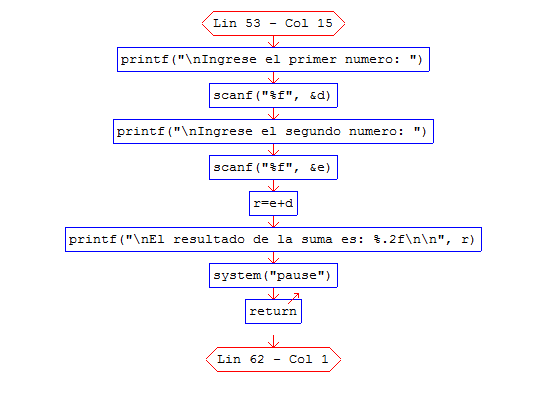 Lin 53 - Col 15
printf("\nIngrese el primer numero: ")
scanf("%f", &d)
printf("\nIngrese el segundo numero: ")
scanf("%f", &e)
r=e+d
printf("\nEl resultado de la suma es: %.2f\n\n", r)
system("pause")
return
Lin 62 - Col 1